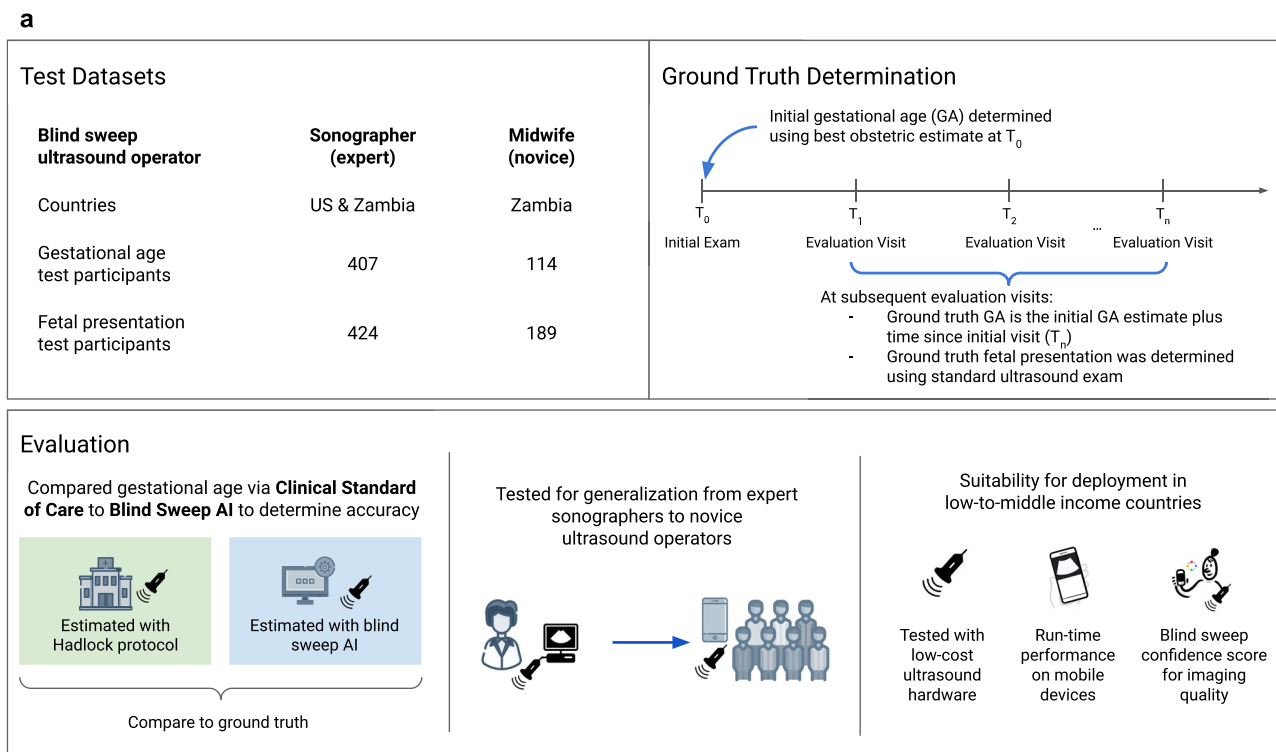 a
Test Datasets
Blind sweep
ultrasound operator
Sonographer
(expert)
Midwife
(novice)
Countries
US & Zambia
Zambia
Gestational age
test participants
407
114
Fetal presentation
test participants
424
189
Ground Truth Determination
Initial gestational age (GA) determined
using best obstetric estimate at T0
T0
T1
T2
...
Tn
Initial Exam
Evaluation Visit
Evaluation Visit
Evaluation Visit
At subsequent evaluation visits:
- Ground truth GA is the initial GA estimate plus
time since initial visit (Tn)
- Ground truth fetal presentation was determined
using standard ultrasound exam
Evaluation
Compared gestational age via Clinical Standard
of Care to Blind Sweep AI to determine accuracy
Estimated with
Hadlock protocol
Estimated with blind
sweep AI
Compare to ground truth
Tested for generalization from expert
sonographers to novice
ultrasound operators
Suitability for deployment in
low-to-middle income countries
Tested with
low-cost
ultrasound
hardware
Run-time
performance
on mobile
devices
Blind sweep
confidence score
for imaging
quality